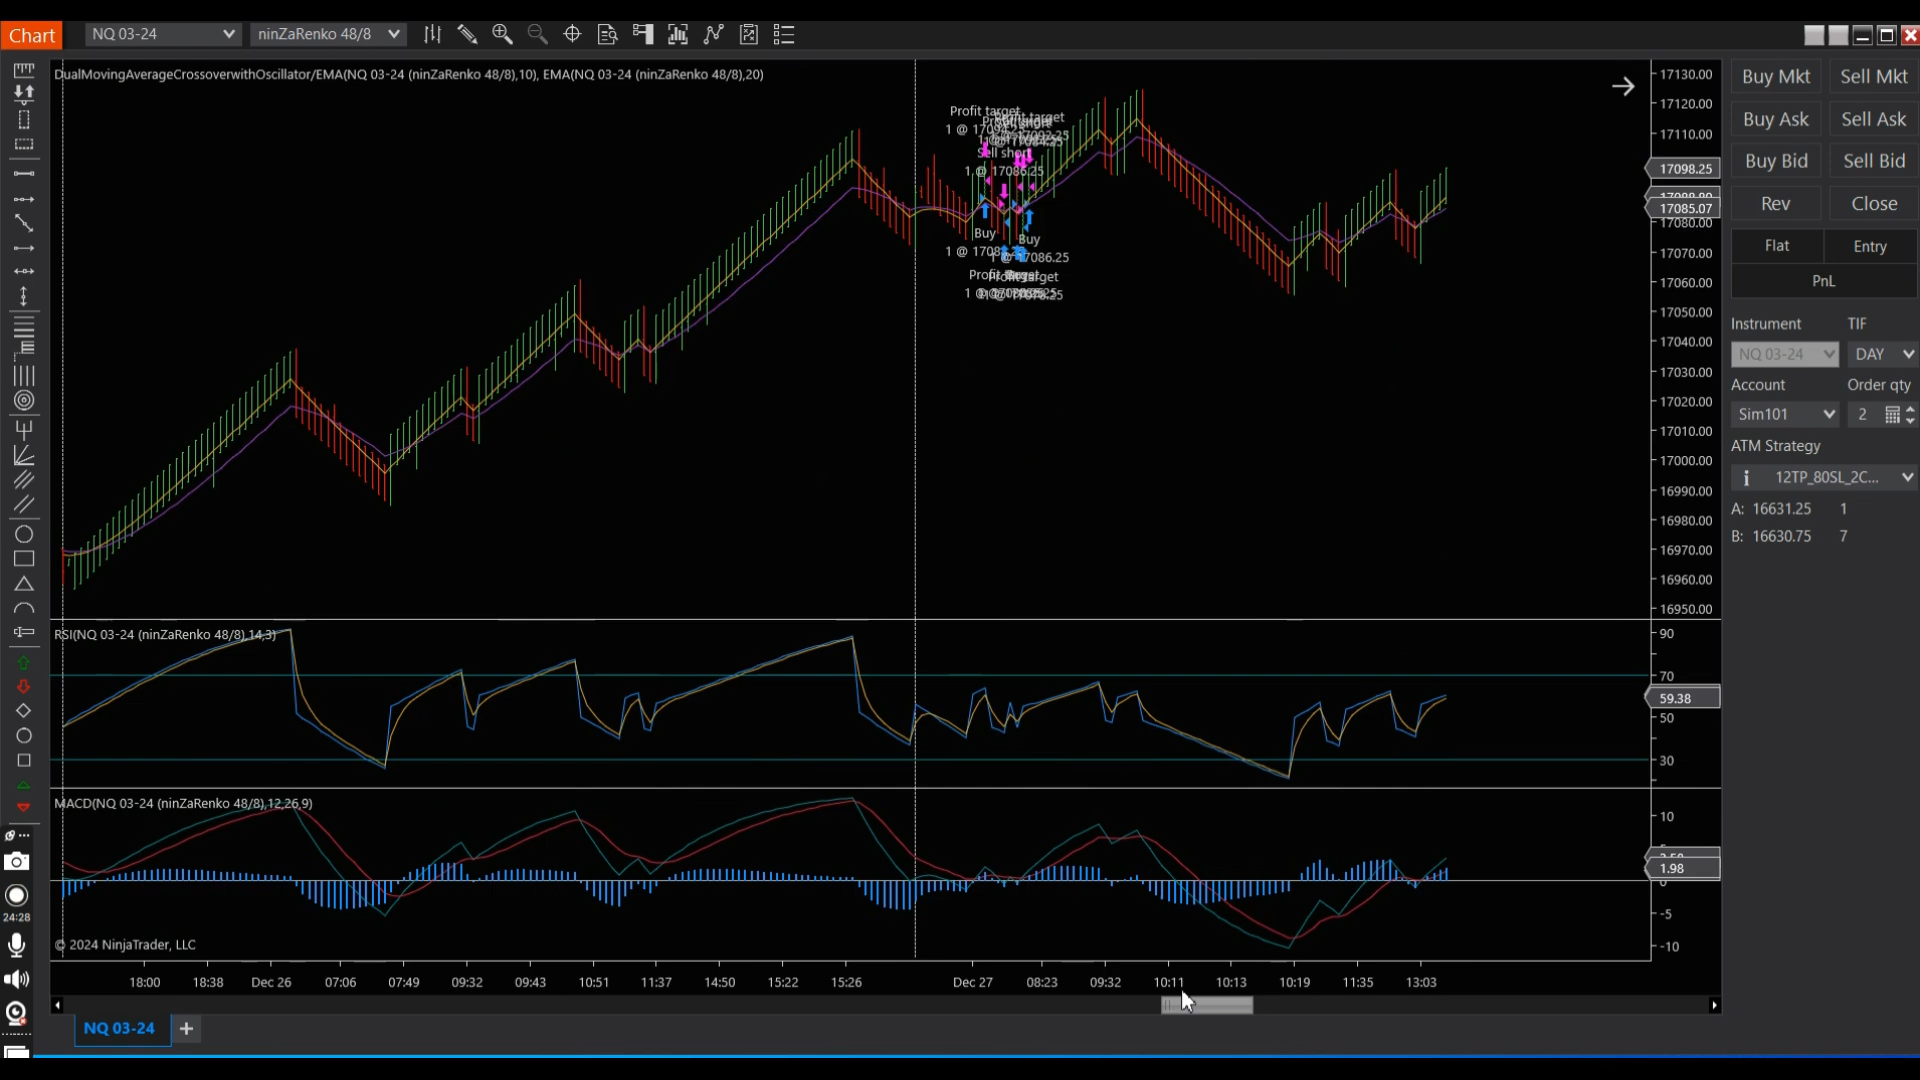 Chart NQ 03-24 ninZaRenko 48/8
DualMovingAverageCrossoverwithOscillator/EMA(NQ 03-24 (ninZaRenko 48/8),10), EMA(NQ 03-24 (ninZaRenko 48/8),20)
Profit target
Sell short
1 @ 17086.25
Buy
Buy
1 @ 17086.25
17130.00
17120.00
17110.00
17098.25
17085.07
17080.00
17070.00
17060.00
17050.00
17040.00
17030.00
17020.00
17010.00
17000.00
16990.00
16980.00
16970.00
16960.00
16950.00
RSI(NQ 03-24 (ninZaRenko 48/8),14,3)
90
70
59.38
50
30
MACD(NQ 03-24 (ninZaRenko 48/8),12,26,9)
10
1.98
0
-5
-10
© 2024 NinjaTrader, LLC
18:00 18:38 Dec 26 07:06 07:49 09:32 09:43 10:51 11:37 14:50 15:22 15:26 Dec 27 08:23 09:32 10:11 10:13 10:19 11:35 13:03
NQ 03-24 +
24:28
Buy Mkt Sell Mkt
Buy Ask Sell Ask
Buy Bid Sell Bid
Rev Close
Flat Entry
PnL
Instrument TIF
NQ 03-24 DAY
Account Order qty
Sim101 2
ATM Strategy
12TP_80SL_2C...
A: 16631.25 1
B: 16630.75 7